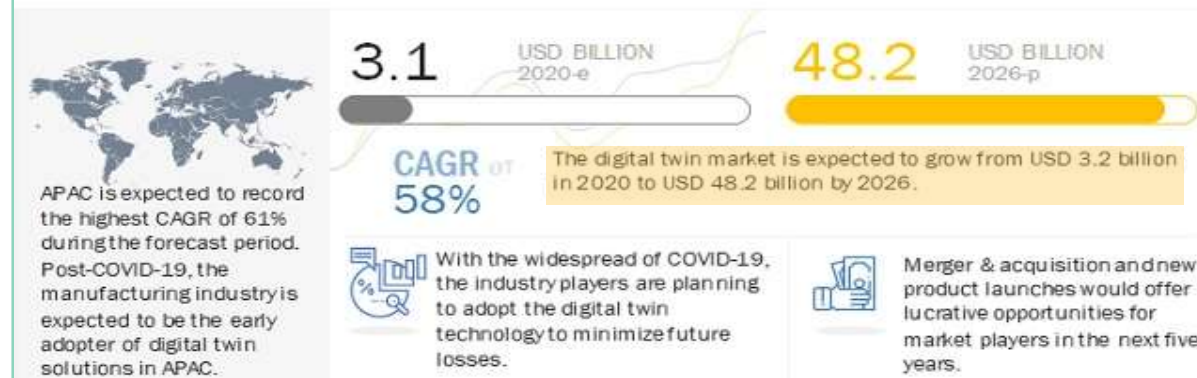 3.1
USD BILLION
2020-e
48.2
USD BILLION
2026-p
CAGR OT
58%
The digital twin market is expected to grow from USD 3.2 billion
in 2020 to USD 48.2 billion by 2026.
APAC is expected to record
the highest CAGR of 61%
during the forecast period.
Post-COVID-19, the
manufacturing industry is
expected to be the early
adopter of digital twin
solutions in APAC.
With the widespread of COVID-19,
the industry players are planning
to adopt the digital twin
technology to minimize future
losses.
Merger & acquisition and new
product launches would offer
lucrative opportunities for
market players in the next five
years.